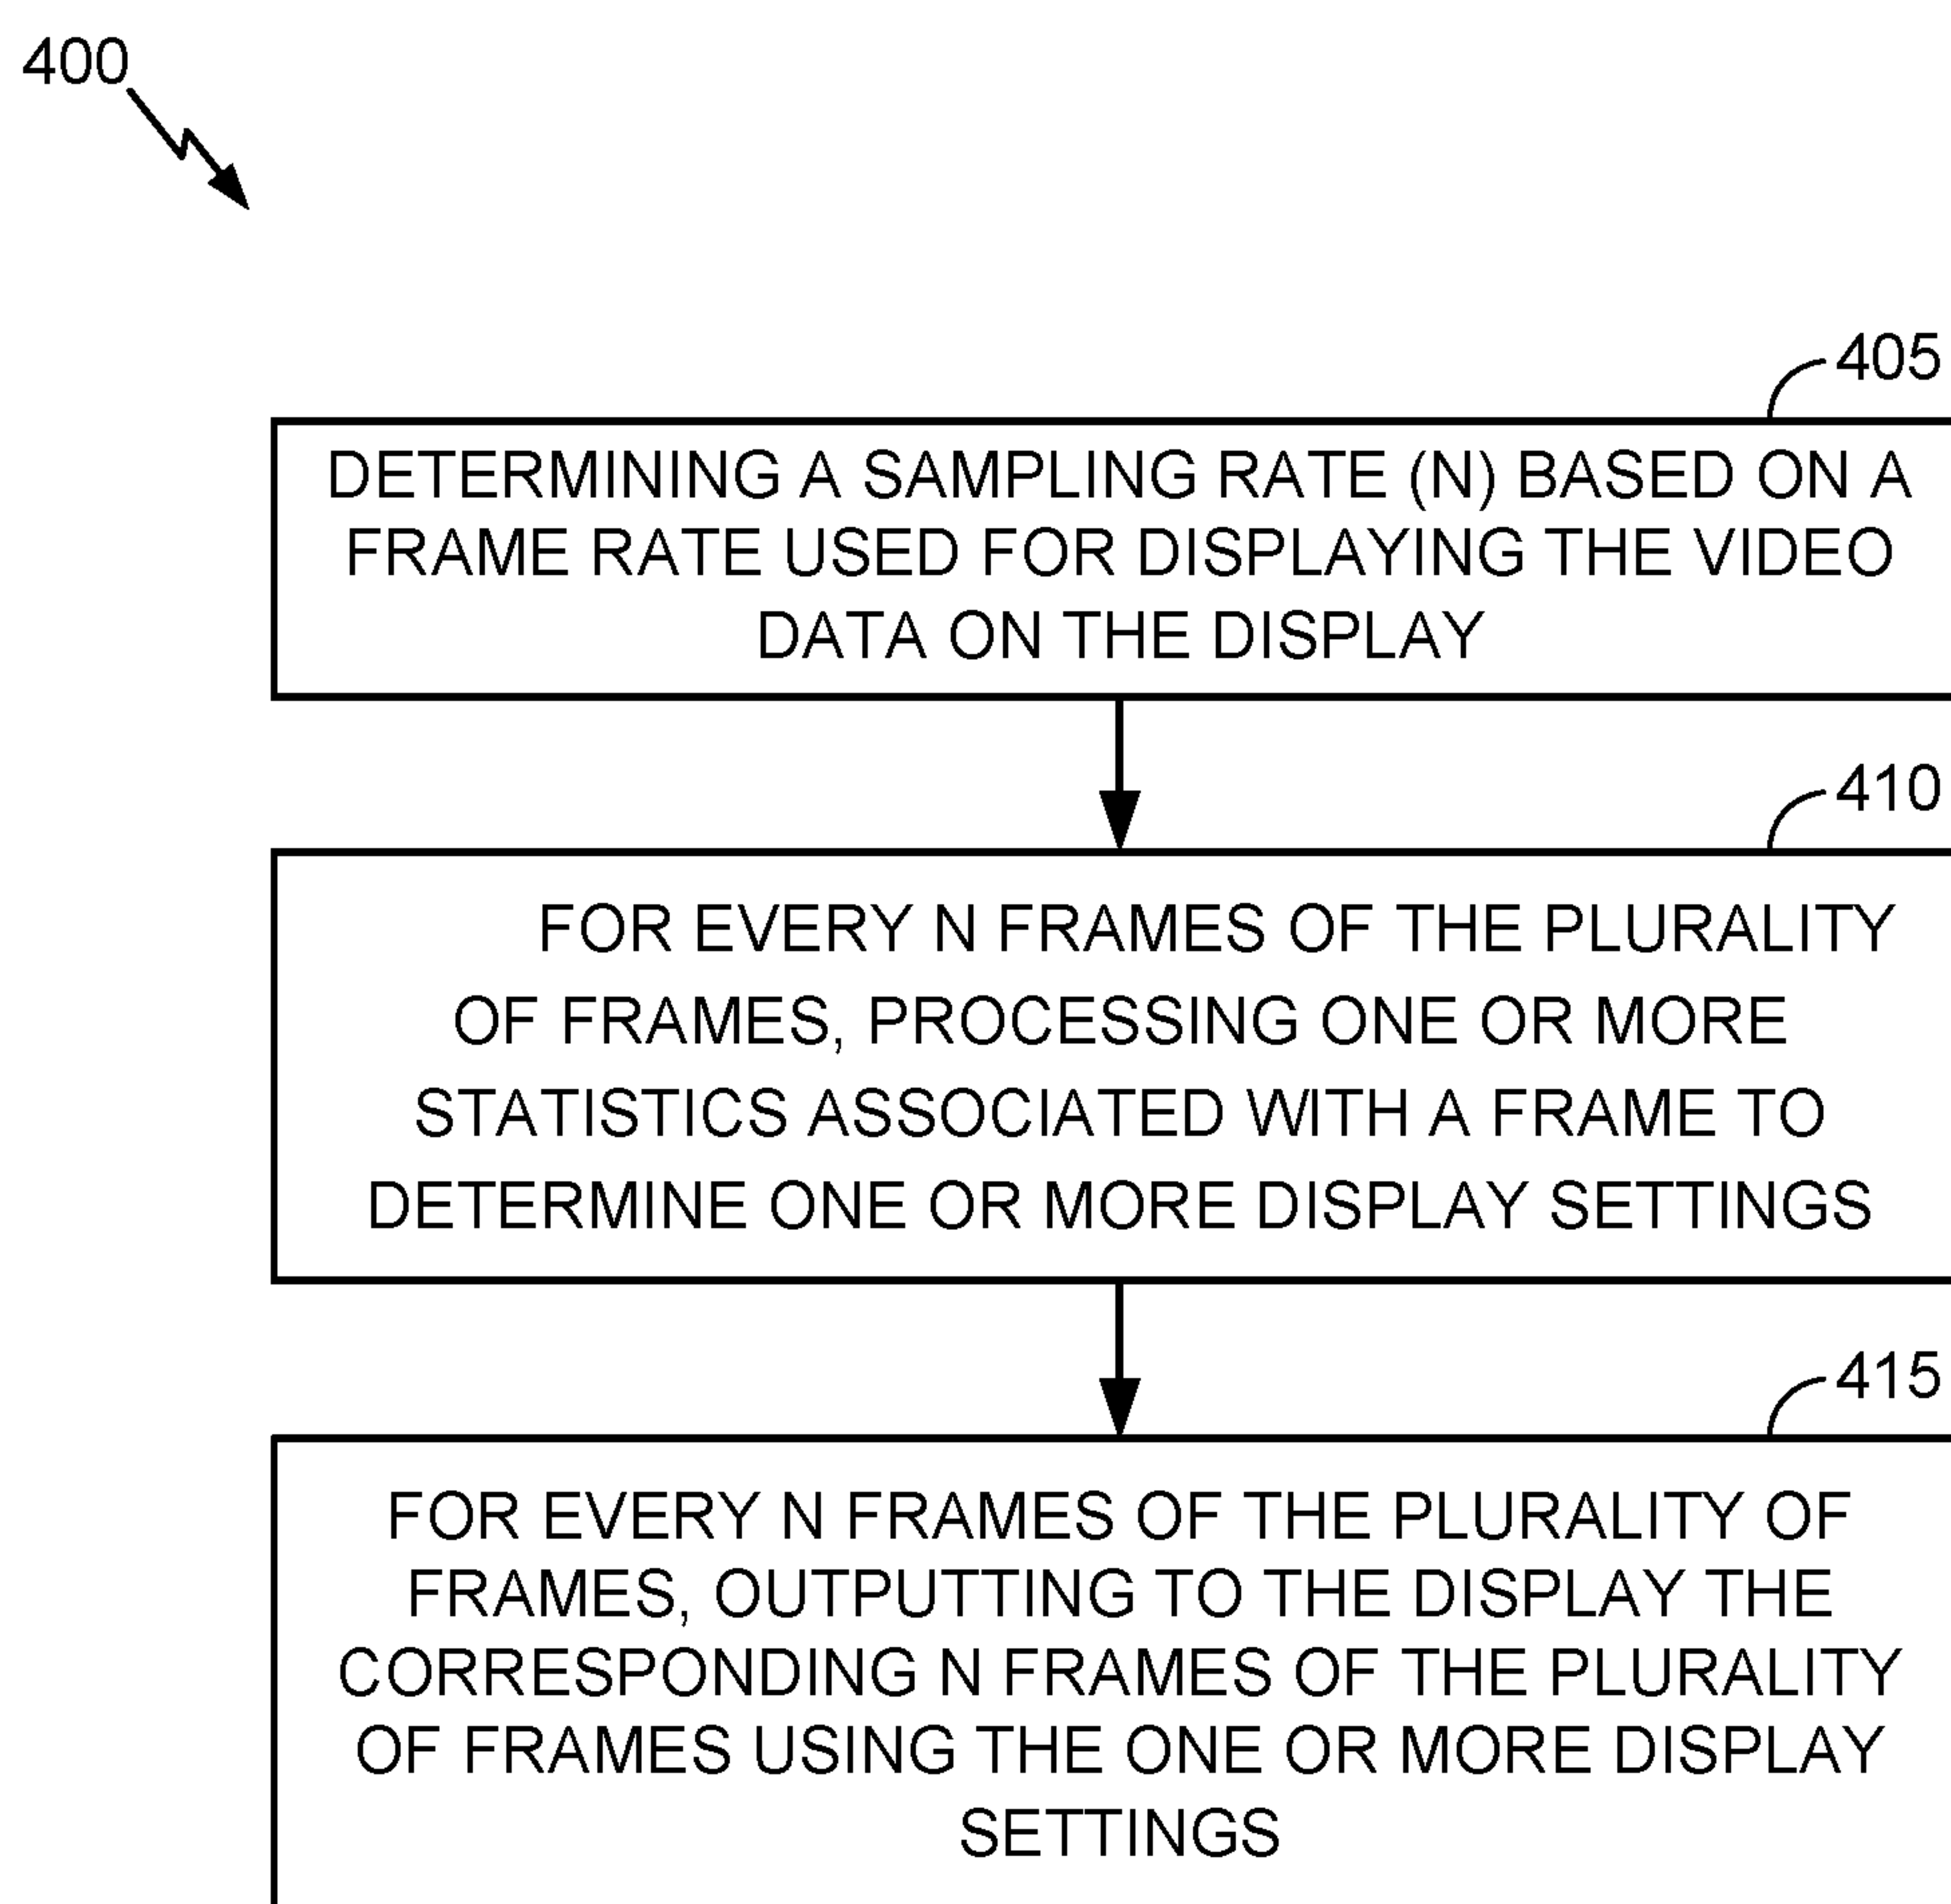 400
405
DETERMINING A SAMPLING RATE (N) BASED ON A
FRAME RATE USED FOR DISPLAYING THE VIDEO
DATA ON THE DISPLAY
410
FOR EVERY N FRAMES OF THE PLURALITY
OF FRAMES, PROCESSING ONE OR MORE
STATISTICS ASSOCIATED WITH A FRAME TO
DETERMINE ONE OR MORE DISPLAY SETTINGS
415
FOR EVERY N FRAMES OF THE PLURALITY OF
FRAMES, OUTPUTTING TO THE DISPLAY THE
CORRESPONDING N FRAMES OF THE PLURALITY
OF FRAMES USING THE ONE OR MORE DISPLAY
SETTINGS